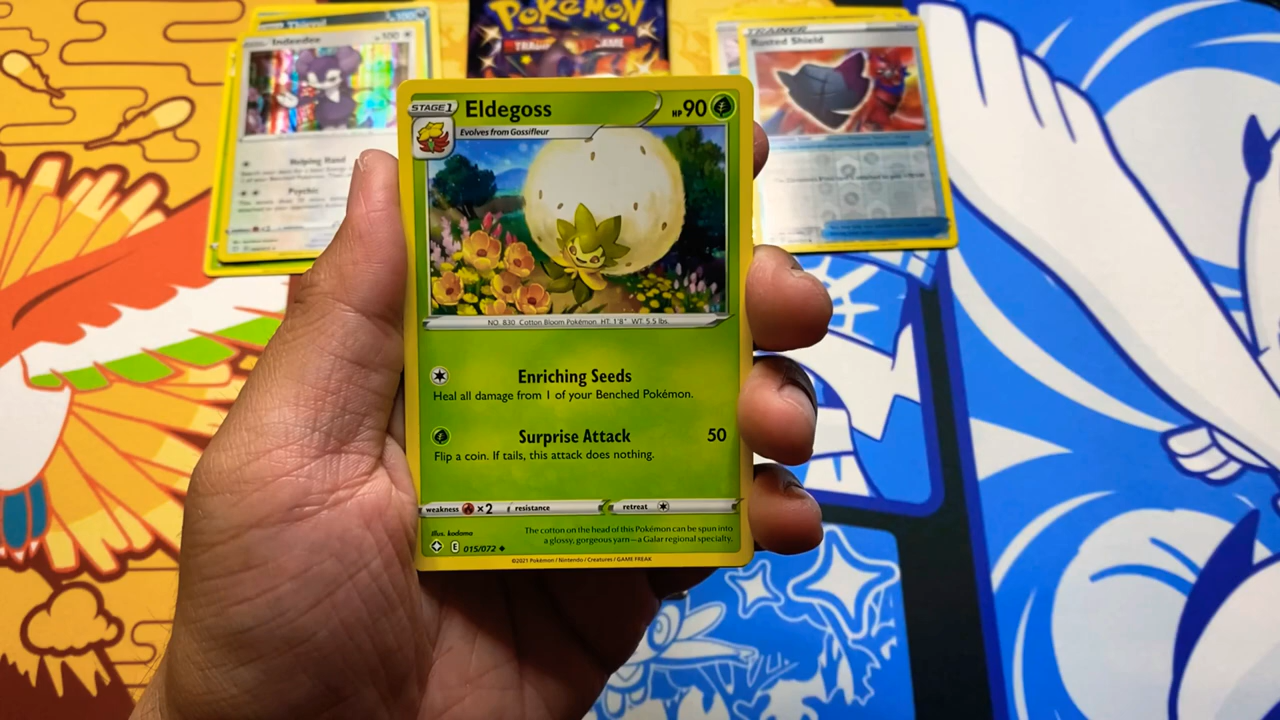 Thievul
100
Indeedee
100
Helping Hand
Psychic
×2
POKÉMON
TRAINER
Rusted Shield
STAGE 1
Eldegoss
HP 90
Evolves from Gossifleur
NO. 830 Cotton Bloom Pokémon HT: 1'8" WT: 5.5 lbs.
Enriching Seeds
Heal all damage from 1 of your Benched Pokémon.
Surprise Attack 50
Flip a coin. If tails, this attack does nothing.
weakness ×2 resistance retreat
Illus. kodama
The cotton on the head of this Pokémon can be spun into
a glossy, gorgeous yarn—a Galar regional specialty.
E 015/072
©2021 Pokémon / Nintendo / Creatures / GAME FREAK